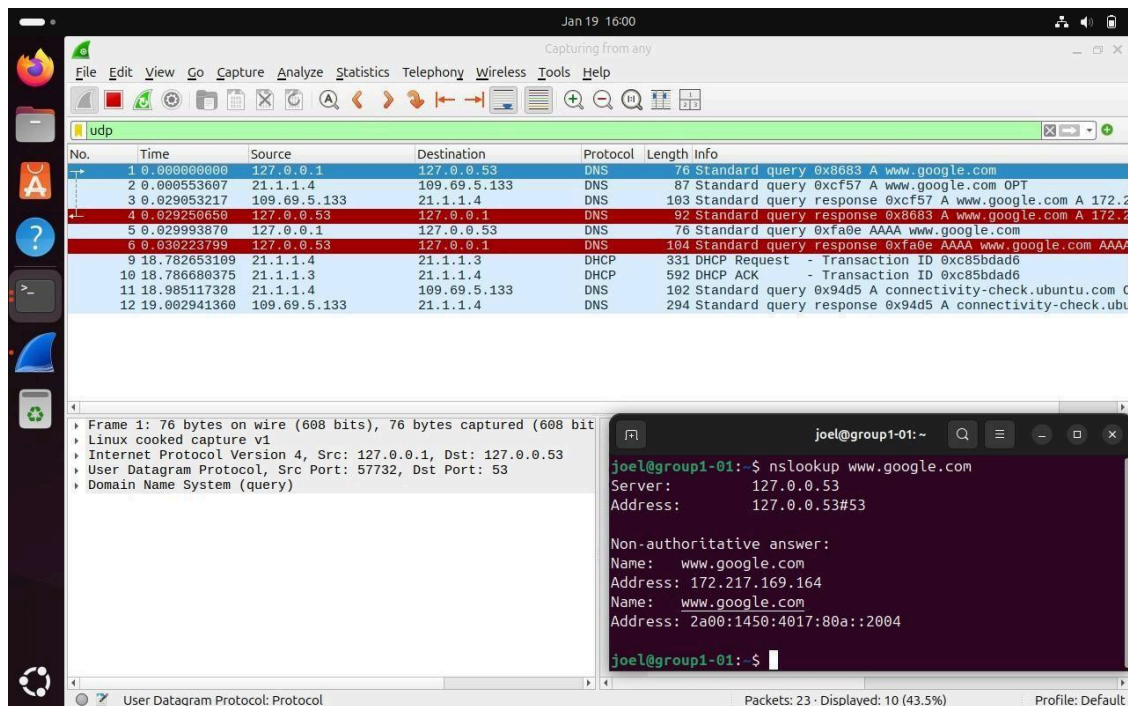 Jan 19 16:00
Capturing from any
File Edit View Go Capture Analyze Statistics Telephony Wireless Tools Help
udp
No. Time Source Destination Protocol Length Info
1 0.000000000 127.0.0.1 127.0.0.53 DNS 76 Standard query 0x8683 A www.google.com
2 0.000553607 21.1.1.4 109.69.5.133 DNS 87 Standard query 0xcf57 A www.google.com OPT
3 0.029053217 109.69.5.133 21.1.1.4 DNS 103 Standard query response 0xcf57 A www.google.com A 172.2
4 0.029250650 127.0.0.53 127.0.0.1 DNS 92 Standard query response 0x8683 A www.google.com A 172.2
5 0.029993870 127.0.0.1 127.0.0.53 DNS 76 Standard query 0xfa0e AAAA www.google.com
6 0.030223799 127.0.0.53 127.0.0.1 DNS 104 Standard query response 0xfa0e AAAA www.google.com AAAA
9 18.782653109 21.1.1.4 21.1.1.3 DHCP 331 DHCP Request - Transaction ID 0xc85bdad6
10 18.786680375 21.1.1.3 21.1.1.4 DHCP 592 DHCP ACK - Transaction ID 0xc85bdad6
11 18.985117328 21.1.1.4 109.69.5.133 DNS 102 Standard query 0x94d5 A connectivity-check.ubuntu.com O
12 19.002941360 109.69.5.133 21.1.1.4 DNS 294 Standard query response 0x94d5 A connectivity-check.ubu
Frame 1: 76 bytes on wire (608 bits), 76 bytes captured (608 bit
Linux cooked capture v1
Internet Protocol Version 4, Src: 127.0.0.1, Dst: 127.0.0.53
User Datagram Protocol, Src Port: 57732, Dst Port: 53
Domain Name System (query)
joel@group1-01: ~
joel@group1-01:~$ nslookup www.google.com
Server: 127.0.0.53
Address: 127.0.0.53#53
Non-authoritative answer:
Name: www.google.com
Address: 172.217.169.164
Name: www.google.com
Address: 2a00:1450:4017:80a::2004
joel@group1-01:~$
User Datagram Protocol: Protocol Packets: 23 · Displayed: 10 (43.5%) Profile: Default